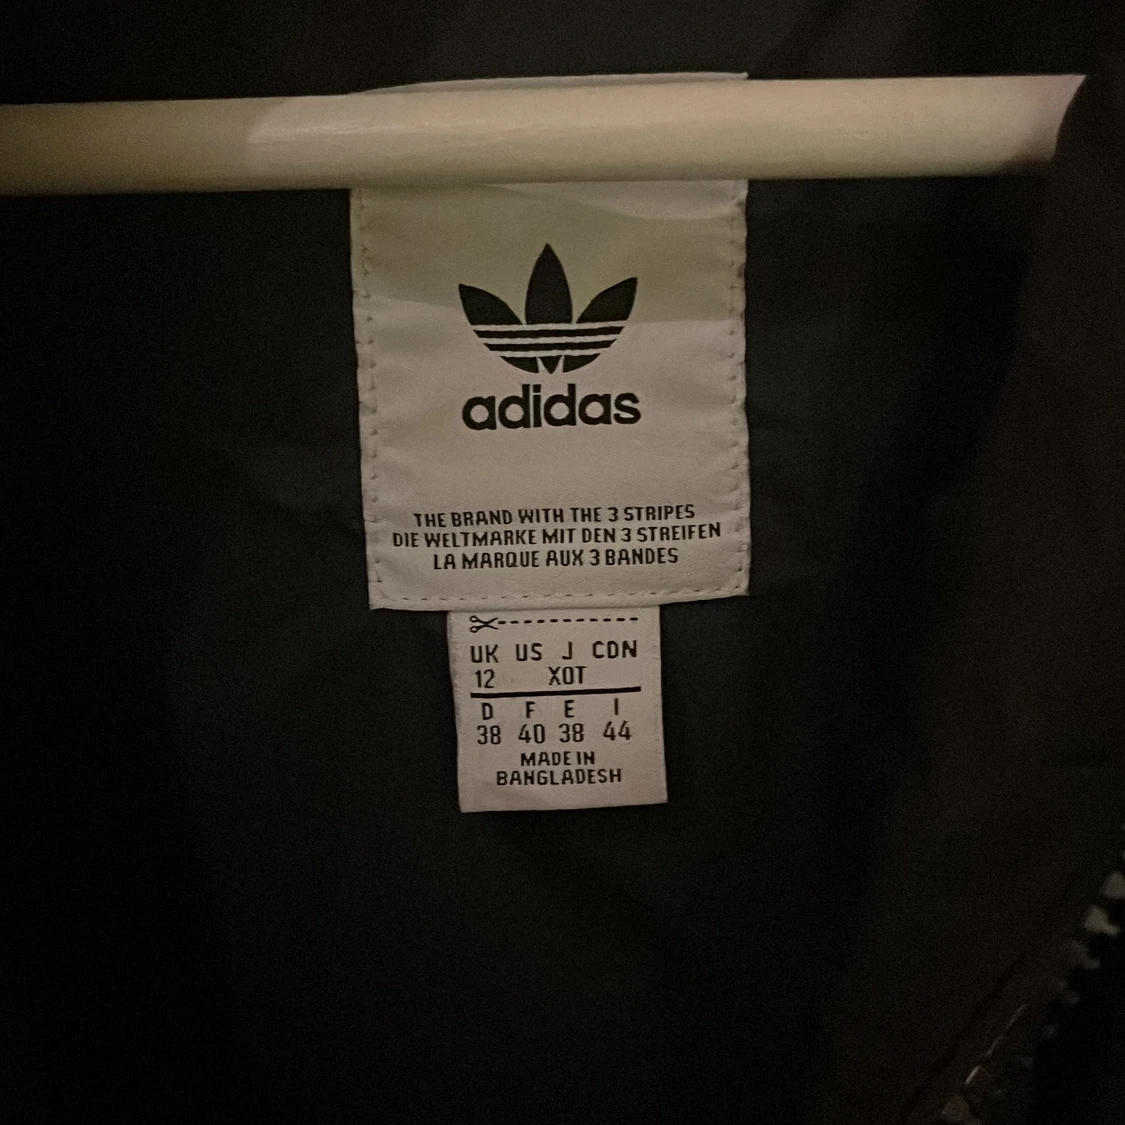 adidas
THE BRAND WITH THE 3 STRIPES
DIE WELTMARKE MIT DEN 3 STREIFEN
LA MARQUE AUX 3 BANDES
UK US J CDN
12 XOT
D F E I
38 40 38 44
MADE IN
BANGLADESH